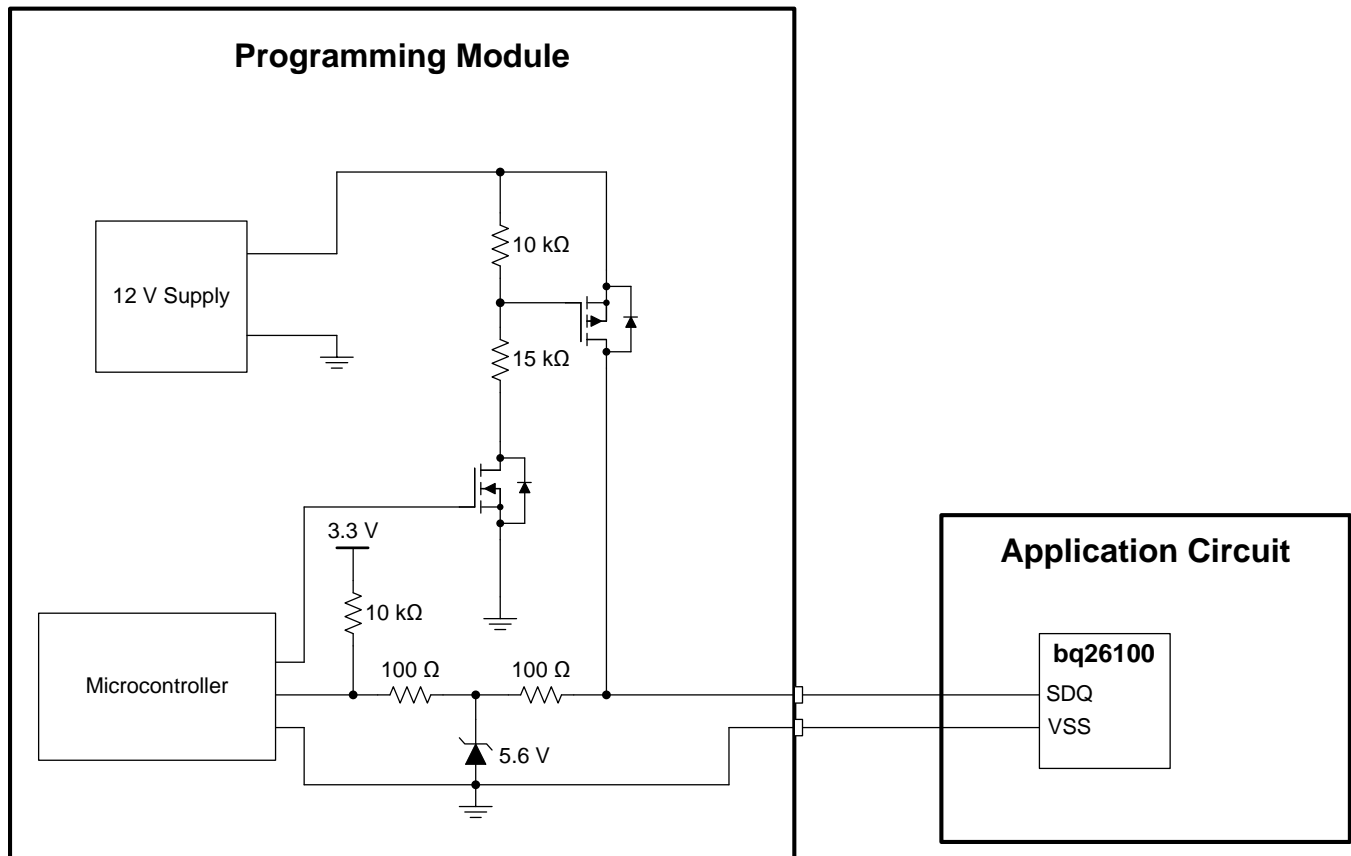 Programming Module
10 kΩ
12 V Supply
15 kΩ
3.3 V
Application Circuit
10 kΩ
bq26100
100 Ω
100 Ω
Microcontroller
SDQ
VSS
5.6 V